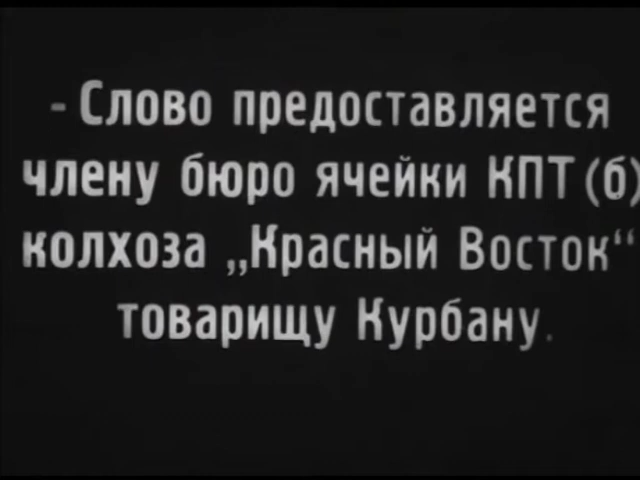 - Слово предоставляется
члену бюро ячейки КПТ(б)
колхоза „Красный Восток“
товарищу Курбану.